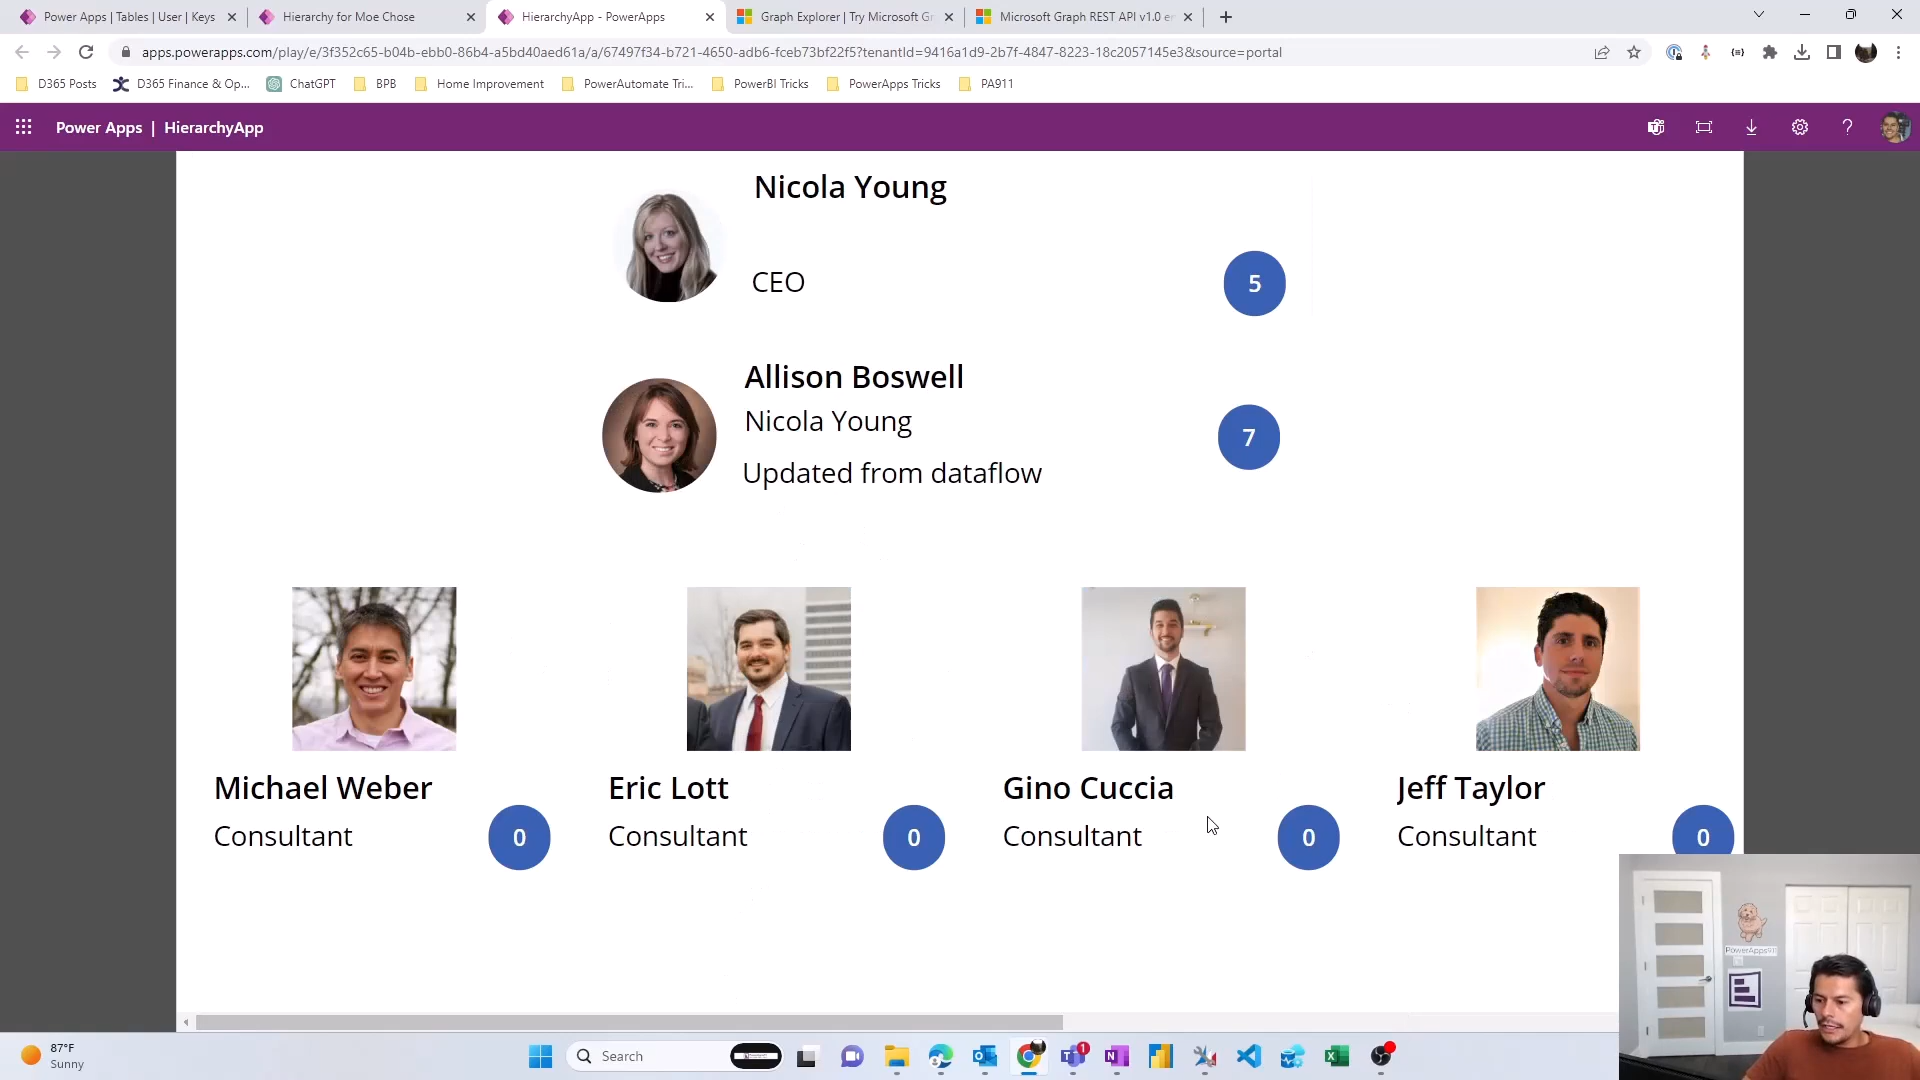 Power Apps | Tables | User | Keys
Hierarchy for Moe Chose
HierarchyApp - PowerApps
Graph Explorer | Try Microsoft Gr
Microsoft Graph REST API v1.0 e
apps.powerapps.com/play/e/3f352c65-b04b-ebb0-86b4-a5bd40aed61a/a/67497f34-b721-4650-adb6-fceb73bf22f5?tenantId=9416a1d9-2b7f-4847-8223-18c2057145e3&source=portal
D365 Posts
D365 Finance & Op...
ChatGPT
BPB
Home Improvement
PowerAutomate Tri...
PowerBI Tricks
PowerApps Tricks
PA911
Power Apps | HierarchyApp
Nicola Young
CEO
5
Allison Boswell
Nicola Young
Updated from dataflow
7
Michael Weber
Consultant
0
Eric Lott
Consultant
0
Gino Cuccia
Consultant
0
Jeff Taylor
Consultant
0
PowerApps911
87°F
Sunny
Search
1